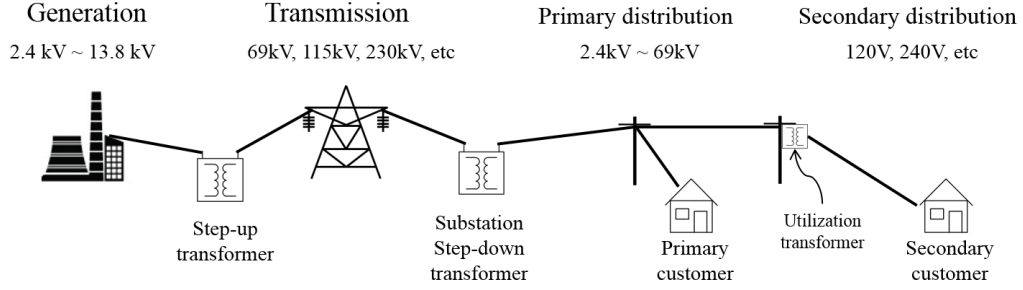 Generation
Transmission
Primary distribution
Secondary distribution
2.4 kV ~ 13.8 kV
69kV, 115kV, 230kV, etc
2.4kV ~ 69kV
120V, 240V, etc
Step-up
transformer
Substation
Step-down
transformer
Primary
customer
Utilization
transformer
Secondary
customer